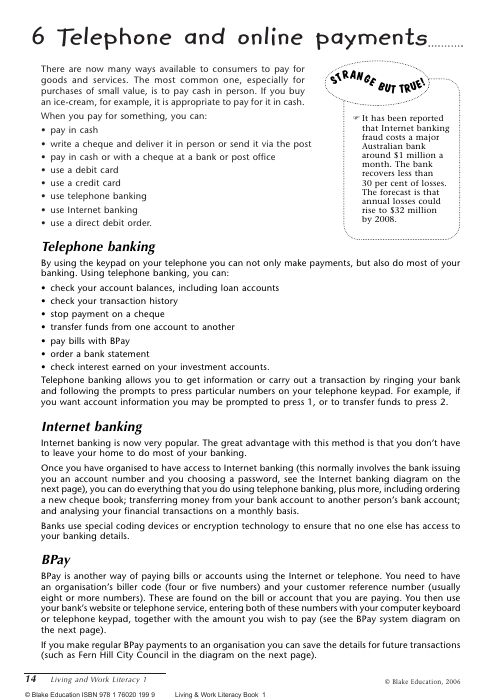 6 Telephone and online payments
There are now many ways available to consumers to pay for
goods and services. The most common one, especially for
purchases of small value, is to pay cash in person. If you buy
an ice-cream, for example, it is appropriate to pay for it in cash.
When you pay for something, you can:
• pay in cash
• write a cheque and deliver it in person or send it via the post
• pay in cash or with a cheque at a bank or post office
• use a debit card
• use a credit card
• use telephone banking
• use Internet banking
• use a direct debit order.
STRANGE BUT TRUE!
☞ It has been reported
that Internet banking
fraud costs a major
Australian bank
around $1 million a
month. The bank
recovers less than
30 per cent of losses.
The forecast is that
annual losses could
rise to $32 million
by 2008.
Telephone banking
By using the keypad on your telephone you can not only make payments, but also do most of your
banking. Using telephone banking, you can:
• check your account balances, including loan accounts
• check your transaction history
• stop payment on a cheque
• transfer funds from one account to another
• pay bills with BPay
• order a bank statement
• check interest earned on your investment accounts.
Telephone banking allows you to get information or carry out a transaction by ringing your bank
and following the prompts to press particular numbers on your telephone keypad. For example, if
you want account information you may be prompted to press 1, or to transfer funds to press 2.
Internet banking
Internet banking is now very popular. The great advantage with this method is that you don't have
to leave your home to do most of your banking.
Once you have organised to have access to Internet banking (this normally involves the bank issuing
you an account number and you choosing a password, see the Internet banking diagram on the
next page), you can do everything that you do using telephone banking, plus more, including ordering
a new cheque book; transferring money from your bank account to another person's bank account;
and analysing your financial transactions on a monthly basis.
Banks use special coding devices or encryption technology to ensure that no one else has access to
your banking details.
BPay
BPay is another way of paying bills or accounts using the Internet or telephone. You need to have
an organisation's biller code (four or five numbers) and your customer reference number (usually
eight or more numbers). These are found on the bill or account that you are paying. You then use
your bank's website or telephone service, entering both of these numbers with your computer keyboard
or telephone keypad, together with the amount you wish to pay (see the BPay system diagram on
the next page).
If you make regular BPay payments to an organisation you can save the details for future transactions
(such as Fern Hill City Council in the diagram on the next page).
14 Living and Work Literacy 1
© Blake Education, 2006
© Blake Education ISBN 978 1 76020 199 9 Living & Work Literacy Book 1